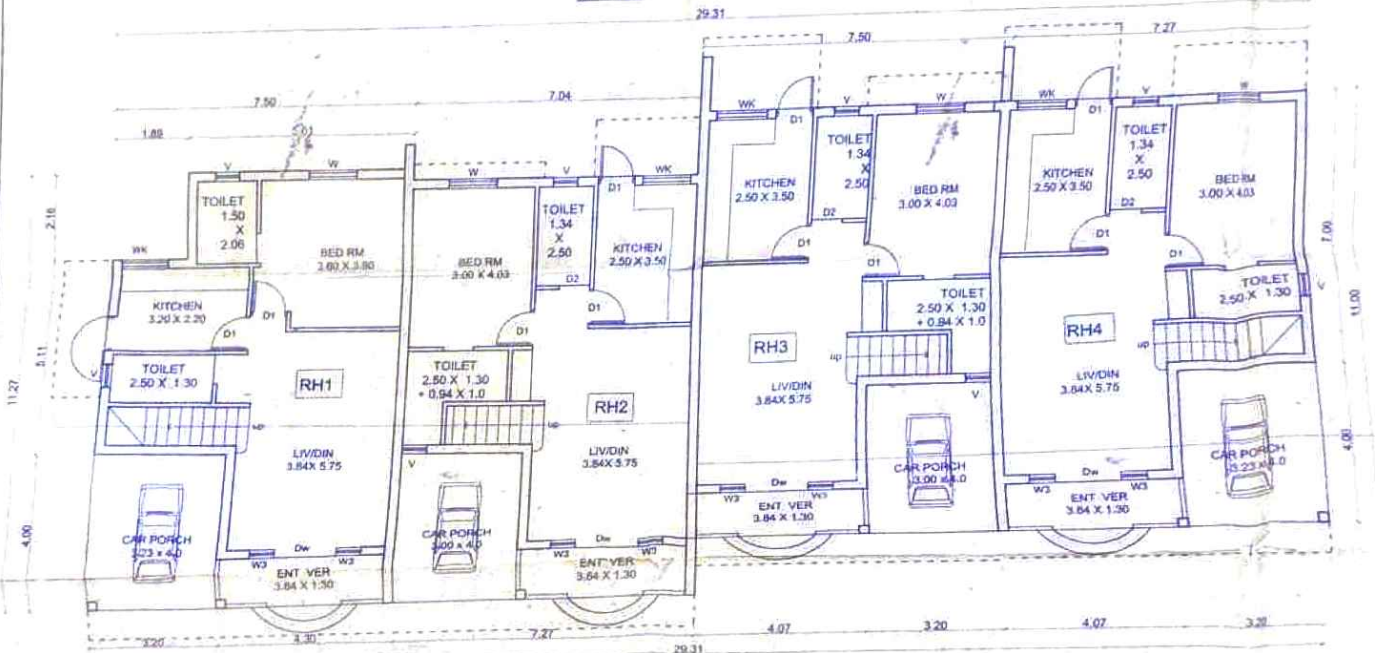 29.31
7.50
7.27
7.50
7.04
1.89
WK
D1
V
W
WK
D1
V
W
TOILET
1.34
X
2.50
D2
KITCHEN
2.50 X 3.50
BED RM
3.00 X 4.03
D1
D1
TOILET
1.34
X
2.50
D2
KITCHEN
2.50 X 3.50
BED RM
3.00 X 4.03
D1
D1
V
W
W
V
D1
WK
2.16
TOILET
1.50
X
2.06
BED RM
3.60 X 3.80
WK
KITCHEN
3.20 X 2.20
D1
D1
BED RM
3.00 X 4.03
TOILET
1.34
X
2.50
D2
KITCHEN
2.50 X 3.50
D1
D1
7.00
11.00
4.00
TOILET
2.50 X 1.30
+ 0.94 X 1.0
TOILET
2.50 X 1.30
V
RH3
up
RH4
up
LIV/DIN
3.84X 5.75
LIV/DIN
3.84X 5.75
V
5.11
11.27
V
TOILET
2.50 X 1.30
RH1
TOILET
2.50 X 1.30
+ 0.94 X 1.0
RH2
up
up
LIV/DIN
3.84X 5.75
LIV/DIN
3.84X 5.75
V
CAR PORCH
3.00 x 4.0
CAR PORCH
3.23 x 4.0
W3
Dw
W3
ENT VER
3.84 X 1.30
W3
Dw
W3
ENT VER
3.84 X 1.30
4.00
CAR PORCH
3.23 x 4.0
CAR PORCH
3.00 x 4.0
W3
Dw
W3
ENT VER
3.84 X 1.30
W3
Dw
W3
ENT VER
3.84 X 1.30
3.20
4.30
7.27
4.07
3.20
4.07
3.20
29.31